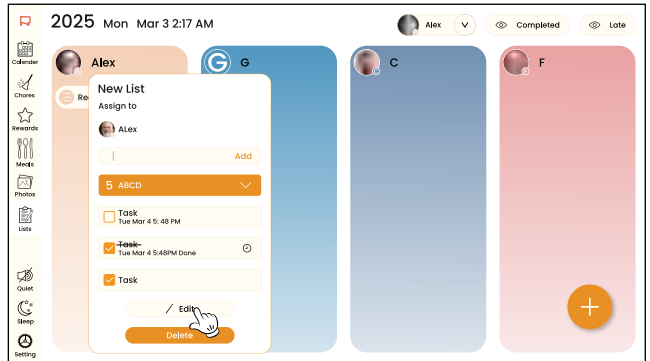 2025 Mon Mar 3 2:17 AM
Alex
Completed
Late
Calender
Chores
Rewards
Meals
Photos
Lists
Quiet
Sleep
Setting
A
Alex
Re
G
G
C
C
F
F
New List
Assign to
ALex
Add
5 ABCD
Task
Tue Mar 4 5: 48 PM
Task
Tue Mar 4 5:48PM Done
Task
Edit
Delete